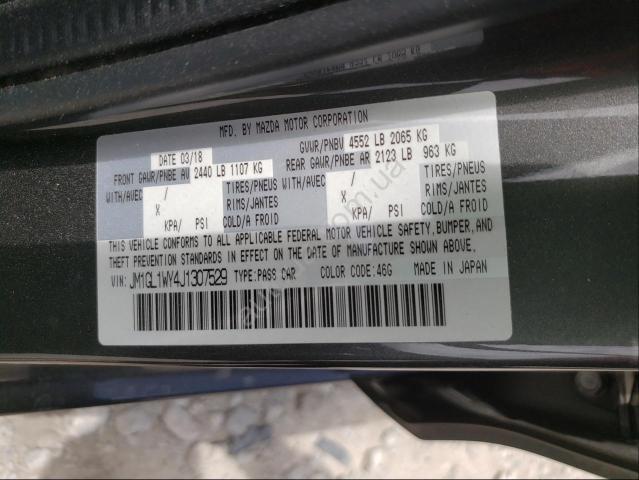 MFD. BY MAZDA MOTOR CORPORATION
DATE 03/18 GVWR/PNBV 4552 LB 2065 KG
FRONT GAWR/PNBE AV 2440 LB 1107 KG REAR GAWR/PNBE AR 2123 LB 963 KG
WITH/AVEC / TIRES/PNEUS WITH/AVEC / TIRES/PNEUS
X RIMS/JANTES X RIMS/JANTES
KPA/ PSI COLD/A FROID KPA/ PSI COLD/A FROID
THIS VEHICLE CONFORMS TO ALL APPLICABLE FEDERAL MOTOR VEHICLE SAFETY, BUMPER, AND
THEFT PREVENTION STANDARDS IN EFFECT ON THE DATE OF MANUFACTURE SHOWN ABOVE.
VIN: JM1GL1WY4J1307529 TYPE:PASS CAR COLOR CODE:46G MADE IN JAPAN